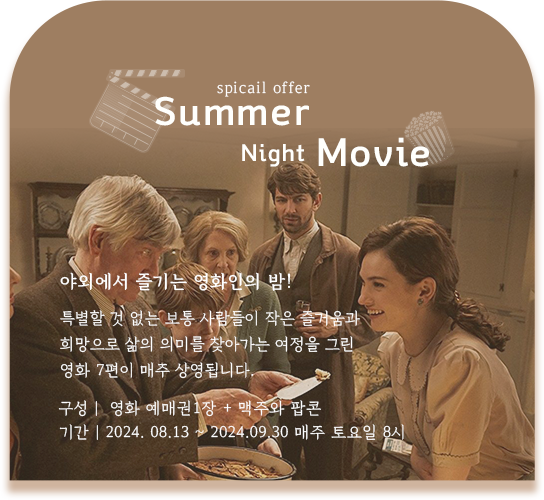 spicail offer
Summer
Night Movie
야외에서 즐기는 영화인의 밤!
특별할 것 없는 보통 사람들이 작은 즐거움과
희망으로 삶의 의미를 찾아가는 여정을 그린
영화 7편이 매주 상영됩니다.
구성 | 영화 예매권1장 + 맥주와 팝콘
기간 | 2024. 08.13 ~ 2024.09.30 매주 토요일 8시